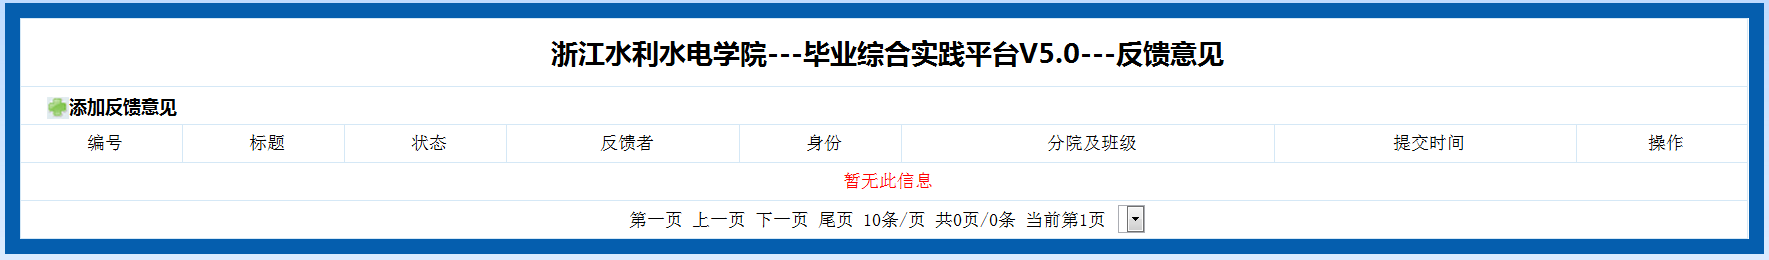 浙江水利水电学院---毕业综合实践平台V5.0---反馈意见
添加反馈意见
编号 标题 状态 反馈者 身份 分院及班级 提交时间 操作
暂无此信息
第一页 上一页 下一页 尾页 10条/页 共0页/0条 当前第1页